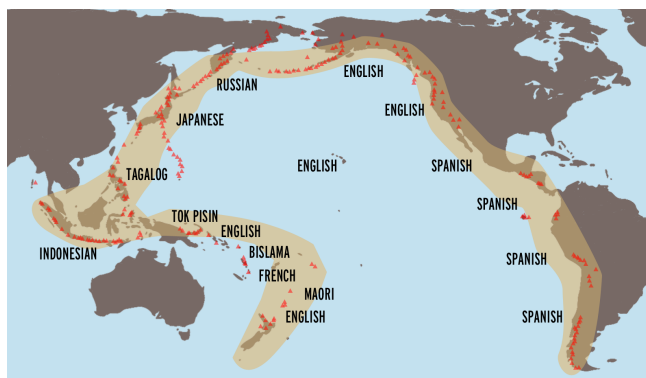 ENGLISH
RUSSIAN
ENGLISH
JAPANESE
ENGLISH
SPANISH
TAGALOG
SPANISH
TOK PISIN
ENGLISH
INDONESIAN
BISLAMA
SPANISH
FRENCH
MAORI
ENGLISH
SPANISH